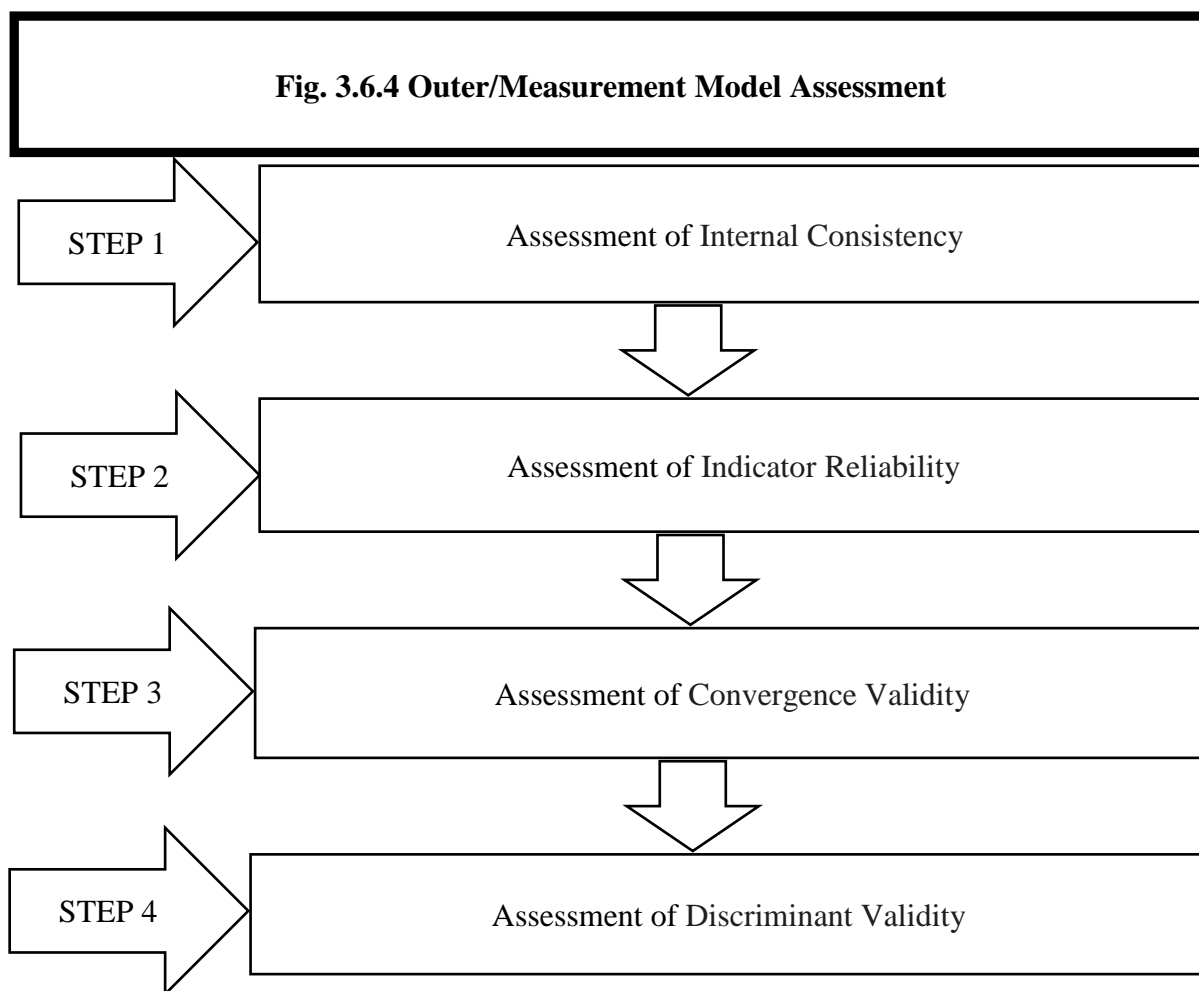 Fig. 3.6.4 Outer/Measurement Model Assessment
STEP 1
Assessment of Internal Consistency
STEP 2
Assessment of Indicator Reliability
STEP 3
Assessment of Convergence Validity
STEP 4
Assessment of Discriminant Validity